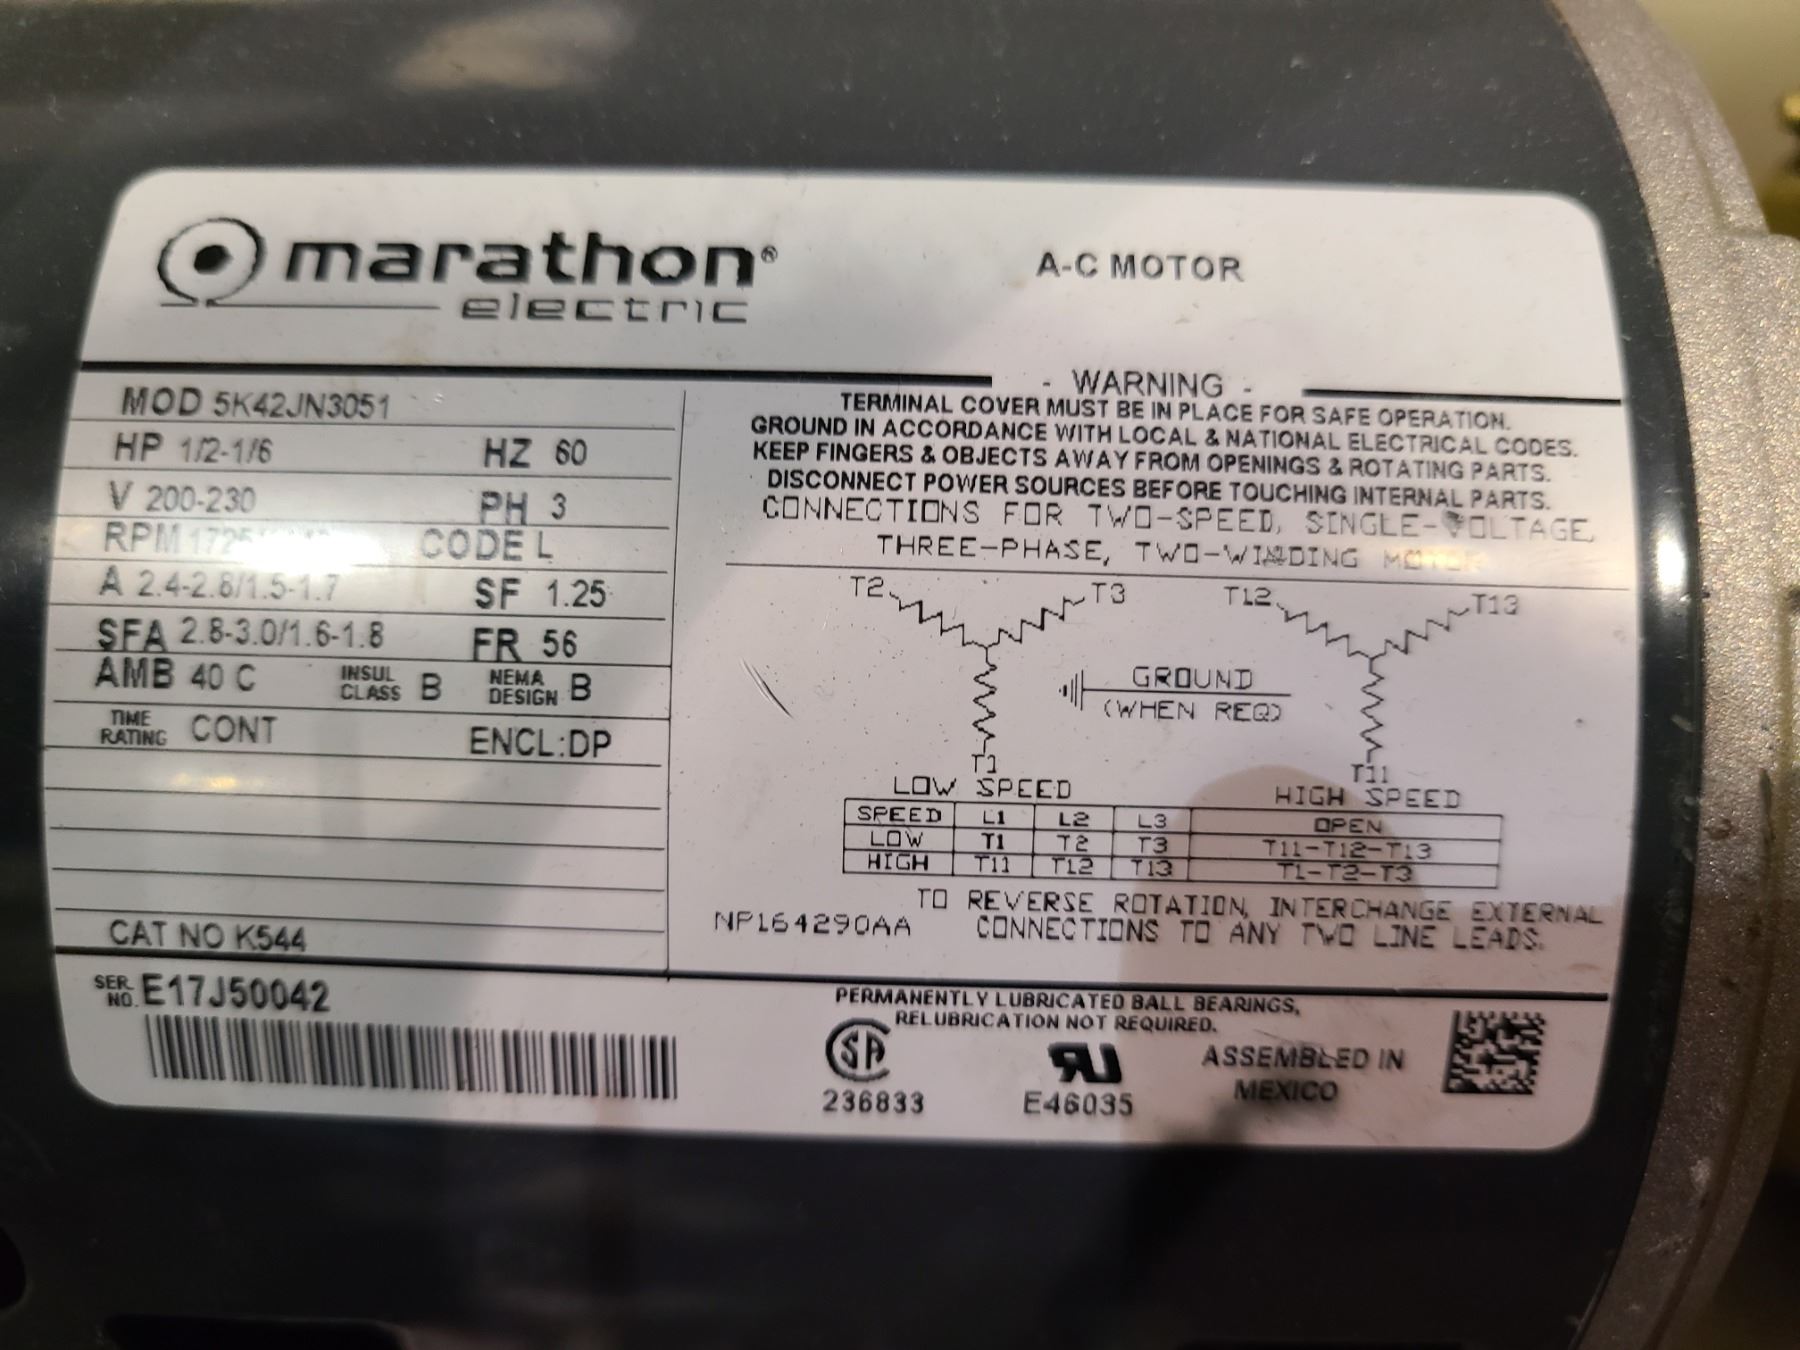 marathon®
electric
A-C MOTOR
MOD 5K42JN3051
HP 1/2-1/6 HZ 60
V 200-230 PH 3
RPM 1725/ CODE L
A 2.4-2.8/1.5-1.7 SF 1.25
SFA 2.8-3.0/1.6-1.8 FR 56
AMB 40 C INSUL CLASS B NEMA DESIGN B
TIME RATING CONT ENCL:DP
CAT NO K544
- WARNING -
TERMINAL COVER MUST BE IN PLACE FOR SAFE OPERATION.
GROUND IN ACCORDANCE WITH LOCAL & NATIONAL ELECTRICAL CODES.
KEEP FINGERS & OBJECTS AWAY FROM OPENINGS & ROTATING PARTS.
DISCONNECT POWER SOURCES BEFORE TOUCHING INTERNAL PARTS.
CONNECTIONS FOR TWO-SPEED, SINGLE-VOLTAGE,
THREE-PHASE, TWO-WINDING MOTOR
T2 T3 T12 T13
GROUND
(WHEN REQ)
T1 T11
LOW SPEED HIGH SPEED
SPEED L1 L2 L3 OPEN
LOW T1 T2 T3 T11-T12-T13
HIGH T11 T12 T13 T1-T2-T3
TO REVERSE ROTATION, INTERCHANGE EXTERNAL
NP164290AA CONNECTIONS TO ANY TWO LINE LEADS.
SER. NO. E17J50042
PERMANENTLY LUBRICATED BALL BEARINGS,
RELUBRICATION NOT REQUIRED.
SA RU ASSEMBLED IN
MEXICO
236833 E46035